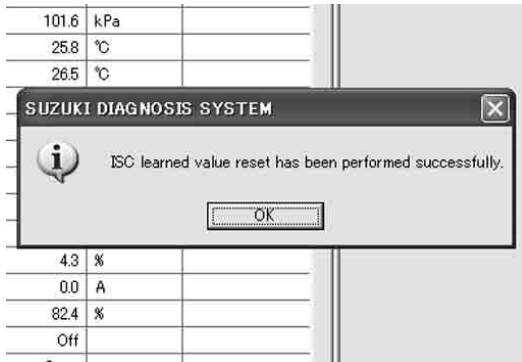 101.6 kPa
25.8 ℃
26.5 ℃
SUZUKI DIAGNOSIS SYSTEM
ISC learned value reset has been performed successfully.
OK
4.3 %
0.0 A
82.4 %
Off